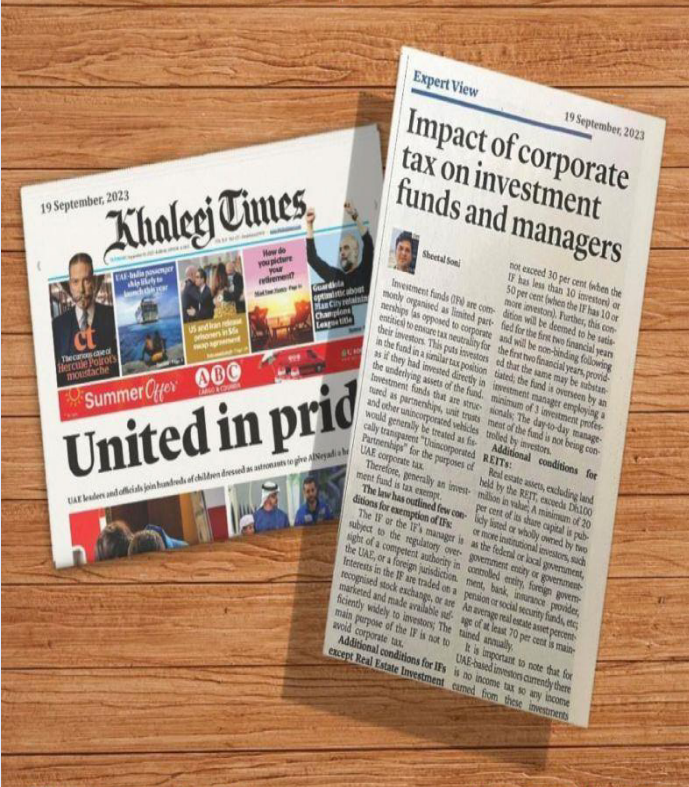 19 September, 2023
Khaleej Times
UAE-India passenger
ship likely to
launch this year
US and Iran release
prisoners in $6b
swap agreement
How do
you picture
your
retirement?
Guardiola
optimistic about
Man City retaining
Champions
League title
ct
The curious case of
Hercule Poirot's
moustache
Summer Offer
ABC
CARGO & COURIER
United in prid
UAE leaders and officials join hundreds of children dressed as astronauts to give AlNeyadi a
Expert View
19 September, 2023
Impact of corporate
tax on investment
funds and managers
Sheetal Soni
Investment funds (IFs) are com-
monly organised as limited part-
nerships (as opposed to corporate
entities) to ensure tax neutrality for
their investors. This puts investors
in the fund in a similar tax position
as if they had invested directly in
the underlying assets of the fund.
Investment funds that are struc-
tured as partnerships, unit trusts
and other unincorporated vehicles
would generally be treated as fis-
cally transparent "Unincorporated
Partnerships" for the purposes of
UAE corporate tax.
Therefore, generally an invest-
ment fund is tax exempt.
The law has outlined few con-
ditions for exemption of IFs:
The IF or the IF's manager is
subject to the regulatory over-
sight of a competent authority in
the UAE, or a foreign jurisdiction.
Interests in the IF are traded on a
recognised stock exchange, or are
marketed and made available suf-
ficiently widely to investors; The
main purpose of the IF is not to
avoid corporate tax.
Additional conditions for IFs
except Real Estate Investment
not exceed 30 per cent (when the
IF has less than 10 investors) or
50 per cent (when the IF has 10 or
more investors). Further, this con-
dition will be deemed to be satis-
fied for the first two financial years
and will be non-binding following
the first two financial years, provid-
ed that the same may be substan-
tiated; the fund is overseen by an
investment manager employing a
minimum of 3 investment profes-
sionals; The day-to-day manage-
ment of the fund is not being con-
trolled by investors.
Additional conditions for
REITs:
Real estate assets, excluding land
held by the REIT, exceeds Dh100
million in value; A minimum of 20
per cent of its share capital is pub-
licly listed or wholly owned by two
or more institutional investors, such
as the federal or local government,
government entity or government-
controlled entity, foreign govern-
ment, bank, insurance provider,
pension or social security funds, etc;
An average real estate asset percent-
age of at least 70 per cent is main-
tained annually.
It is important to note that for
UAE-based investors currently there
is no income tax so any income
earned from these investments